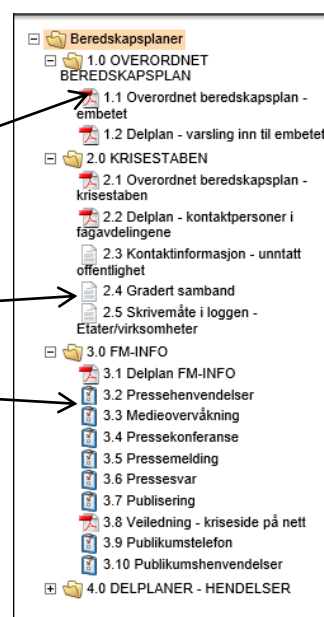 Beredskapsplaner
1.0 OVERORDNET
BEREDSKAPSPLAN
1.1 Overordnet beredskapsplan -
embetet
1.2 Delplan - varsling inn til embetet
2.0 KRISESTABEN
2.1 Overordnet beredskapsplan -
krisestaben
2.2 Delplan - kontaktpersoner i
fagavdelingene
2.3 Kontaktinformasjon - unntatt
offentlighet
2.4 Gradert samband
2.5 Skrivemåte i loggen -
Etater/virksomheter
3.0 FM-INFO
3.1 Delplan FM-INFO
3.2 Pressehenvendelser
3.3 Medieovervåkning
3.4 Pressekonferanse
3.5 Pressemelding
3.6 Pressesvar
3.7 Publisering
3.8 Veiledning - kriseside på nett
3.9 Publikumstelefon
3.10 Publikumshenvendelser
4.0 DELPLANER - HENDELSER